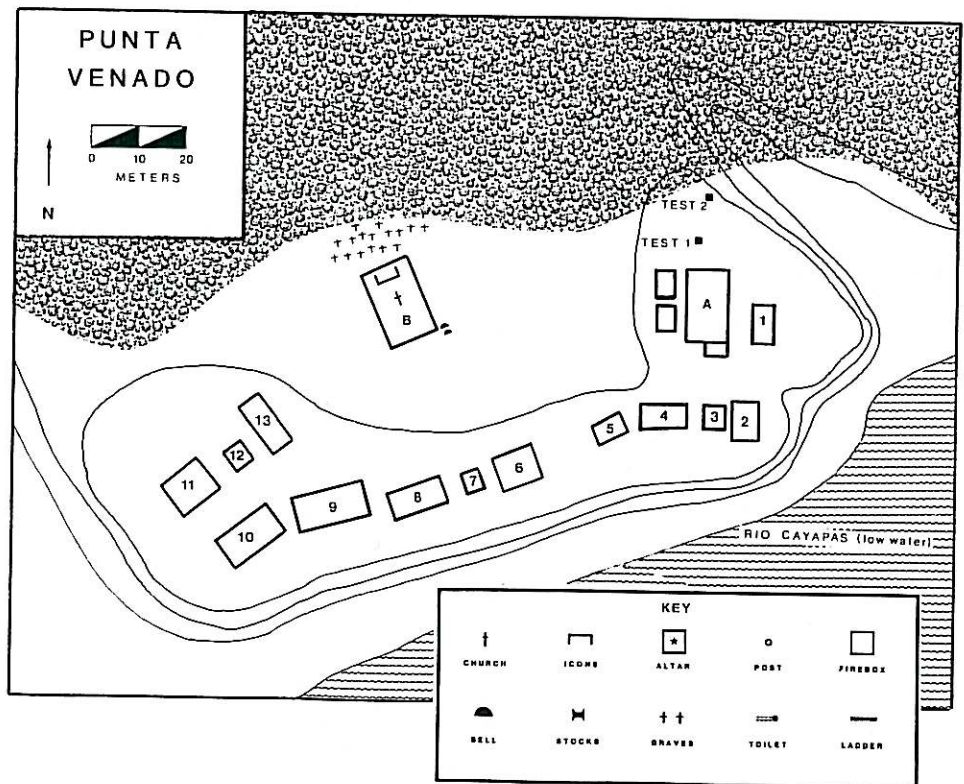 PUNTA
VENADO
0 10 20
METERS
N
TEST 2
TEST 1
A
1
B
13
12
11
10
9
8
7
6
5
4
3
2
RIO CAYAPAS (low water)
KEY
CHURCH ICONS ALTAR POST FIREBOX
BELL STOCKS GRAVES TOILET LADDER